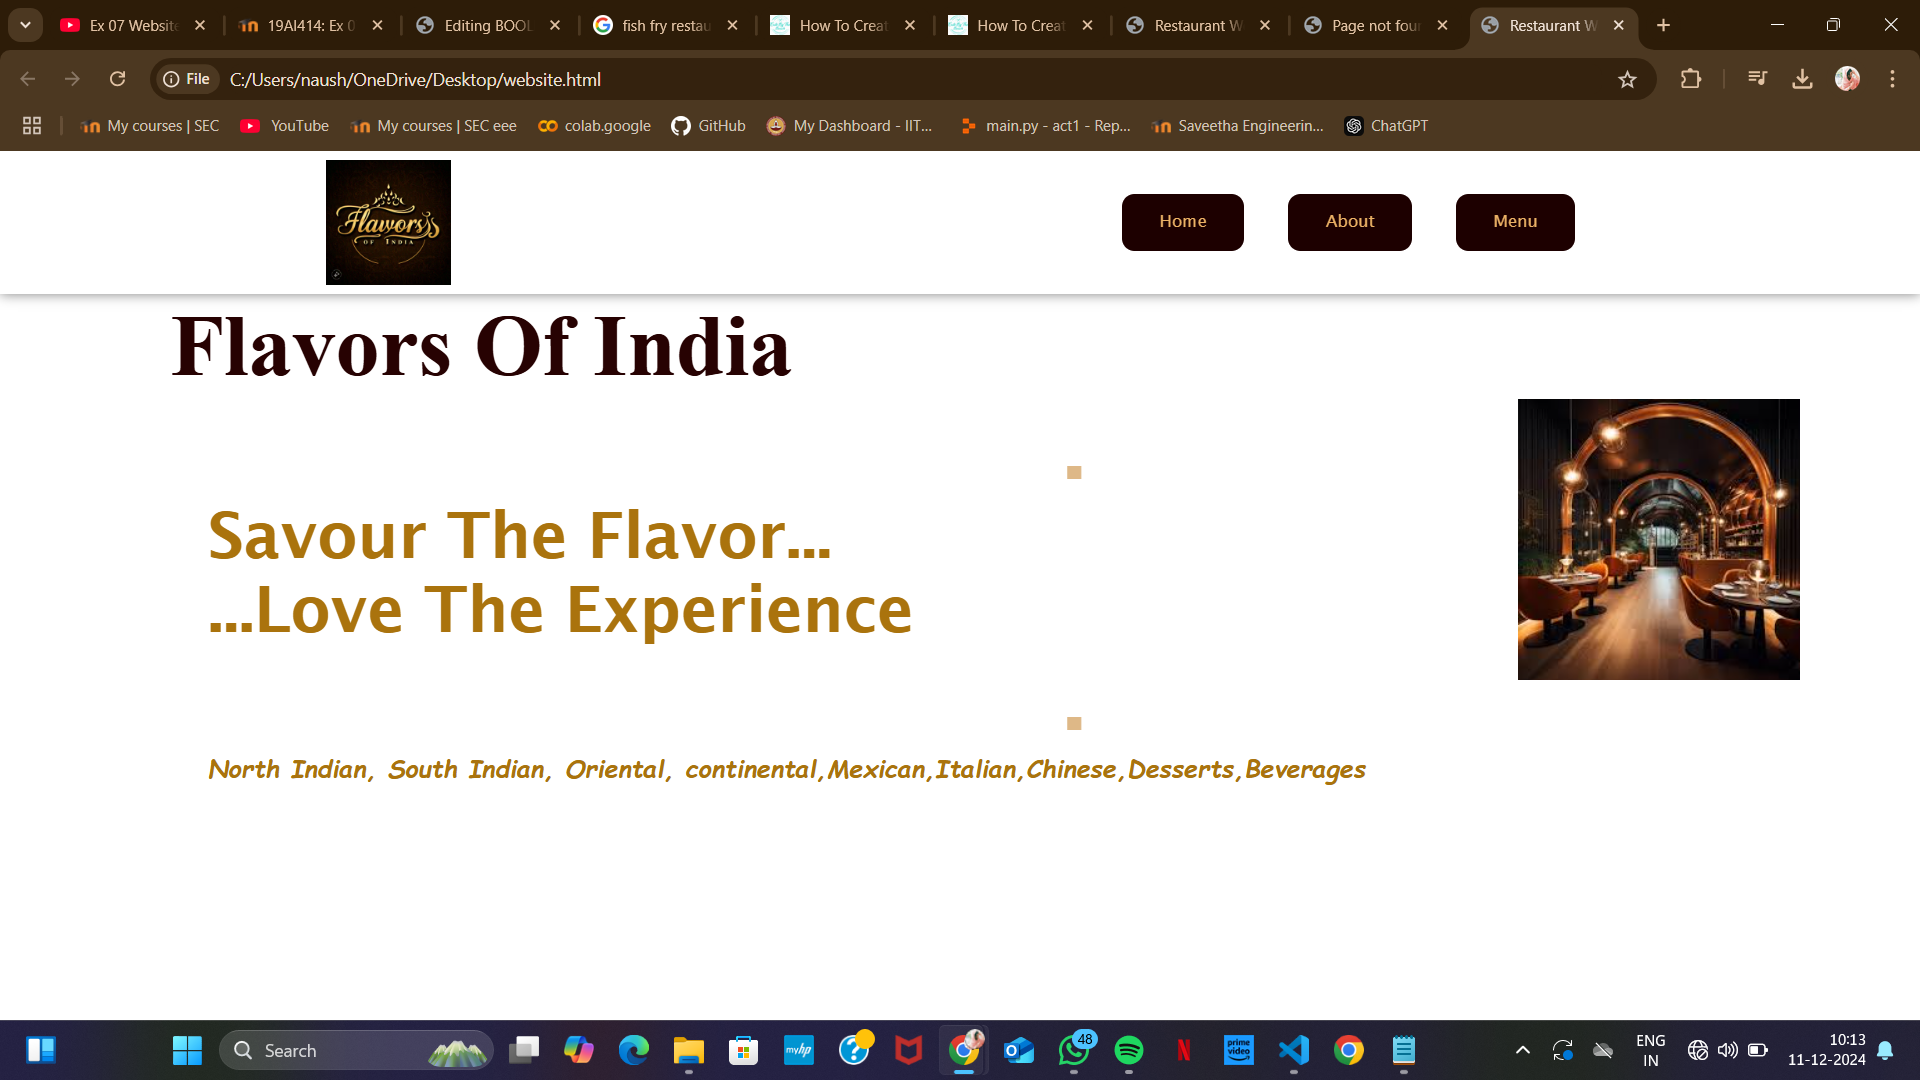 Ex 07 Website
19AI414: Ex 0
Editing BOOL
fish fry restau
How To Creat
How To Creat
Restaurant W
Page not four
Restaurant W
File
C:/Users/naush/OneDrive/Desktop/website.html
My courses | SEC
YouTube
My courses | SEC eee
colab.google
GitHub
My Dashboard - IIT...
main.py - act1 - Rep...
Saveetha Engineerin...
ChatGPT
Flavors
OF INDIA
Home
About
Menu
Flavors Of India
Savour The Flavor...
...Love The Experience
North Indian, South Indian, Oriental, continental,Mexican,Italian,Chinese,Desserts,Beverages
Search
myhp
48
prime video
ENG
IN
10:13
11-12-2024